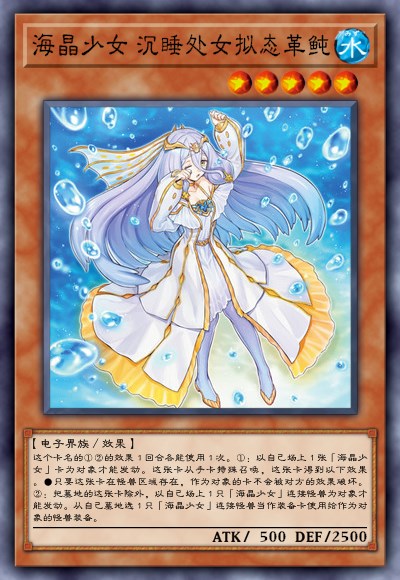 海晶少女 沉睡处女拟态革鲀
水
【电子界族/效果】
这个卡名的①②的效果1回合各能使用1次。①:以自己场上1张「海晶少
女」卡为对象才能发动。这张卡从手卡特殊召唤,这张卡得到以下效果
。●只要这张卡在怪兽区域存在,作为对象的卡不会被对方的效果破坏。
②:把墓地的这张卡除外,以自己场上1只「海晶少女」连接怪兽为对象才
能发动。从自己墓地选1只「海晶少女」连接怪兽当作装备卡使用给作为对
象的怪兽装备。
ATK/ 500 DEF/2500